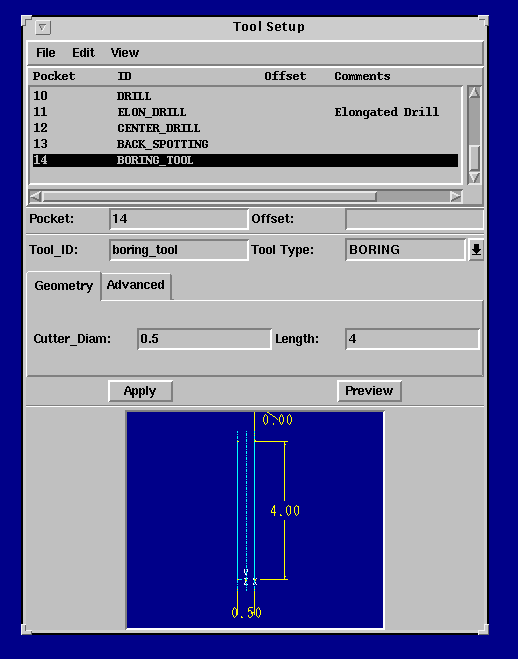 Tool Setup
File Edit View
Pocket ID Offset Comments
10 DRILL
11 ELON_DRILL Elongated Drill
12 CENTER_DRILL
13 BACK_SPOTTING
14 BORING_TOOL
Pocket: 14 Offset:
Tool_ID: boring_tool Tool Type: BORING
Geometry Advanced
Cutter_Diam: 0.5 Length: 4
Apply Preview
0.00
4.00
0.50